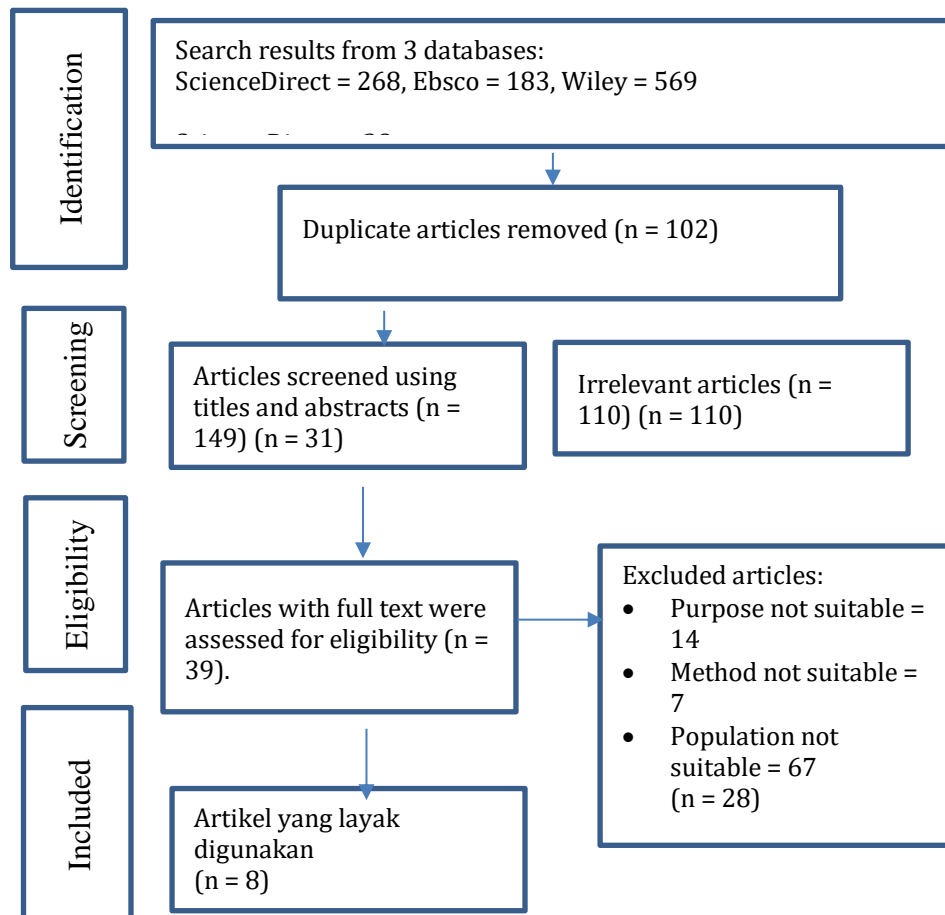 Identification
Search results from 3 databases:
ScienceDirect = 268, Ebsco = 183, Wiley = 569
Duplicate articles removed (n = 102)
Screening
Articles screened using
titles and abstracts (n =
149) (n = 31)
Irrelevant articles (n =
110) (n = 110)
Eligibility
Articles with full text were
assessed for eligibility (n =
39).
Excluded articles:
• Purpose not suitable =
14
• Method not suitable =
7
• Population not
suitable = 67
(n = 28)
Included
Artikel yang layak
digunakan
(n = 8)